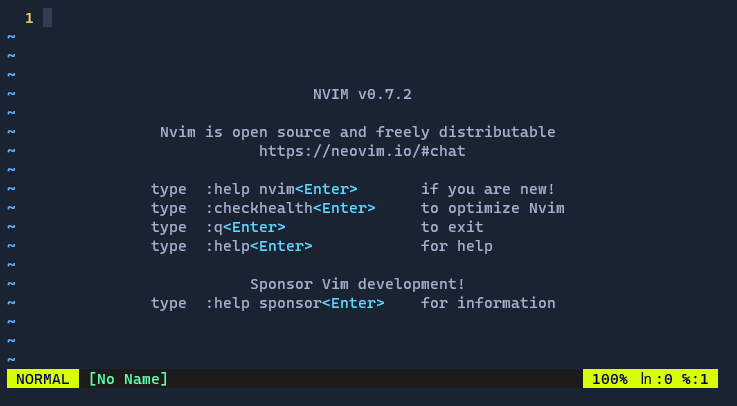 1
~
~
~
~ NVIM v0.7.2
~
~ Nvim is open source and freely distributable
~ https://neovim.io/#chat
~
~ type :help nvim<Enter> if you are new!
~ type :checkhealth<Enter> to optimize Nvim
~ type :q<Enter> to exit
~ type :help<Enter> for help
~
~ Sponsor Vim development!
~ type :help sponsor<Enter> for information
~
~
~
NORMAL [No Name] 100% ln :0 %:1